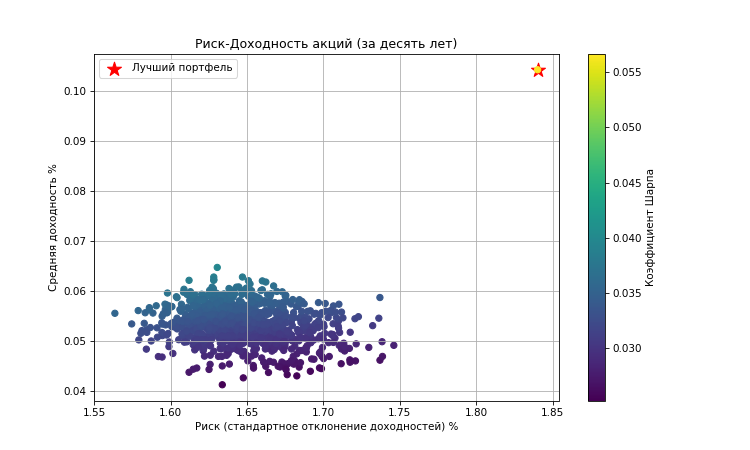 Риск-Доходность акций (за десять лет)
Лучший портфель
0.10
0.09
0.08
0.07
0.06
0.05
0.04
Средняя доходность %
1.55 1.60 1.65 1.70 1.75 1.80 1.85
Риск (стандартное отклонение доходностей) %
0.055
0.050
0.045
0.040
0.035
0.030
Коэффициент Шарпа